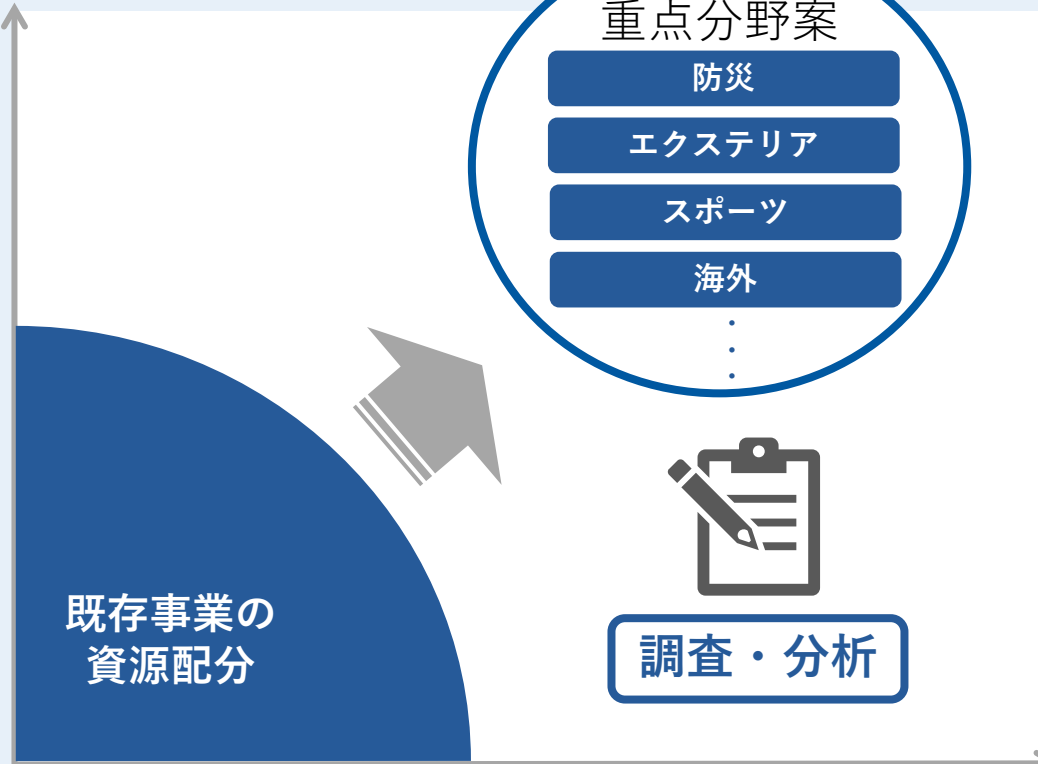 重点分野案
防災
エクステリア
スポーツ
海外
・
・
・
既存事業の
資源配分
調査・分析